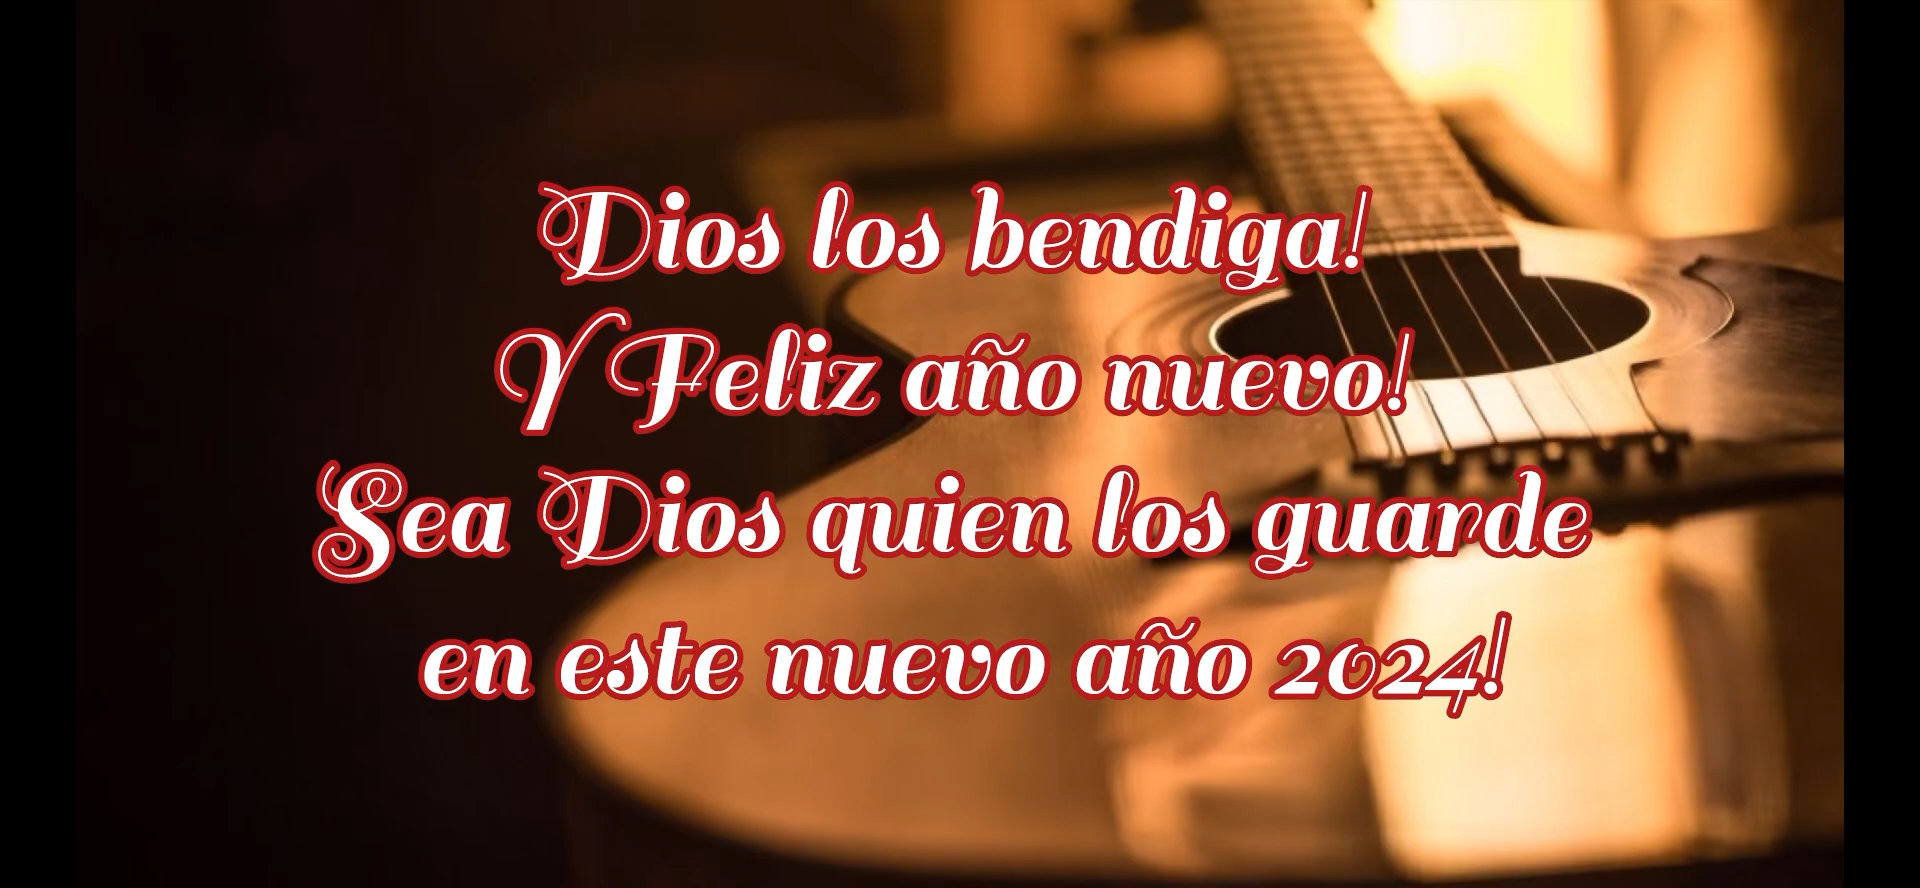 Dios los bendiga!
Y Feliz año nuevo!
Sea Dios quien los guarde
en este nuevo año 2024!